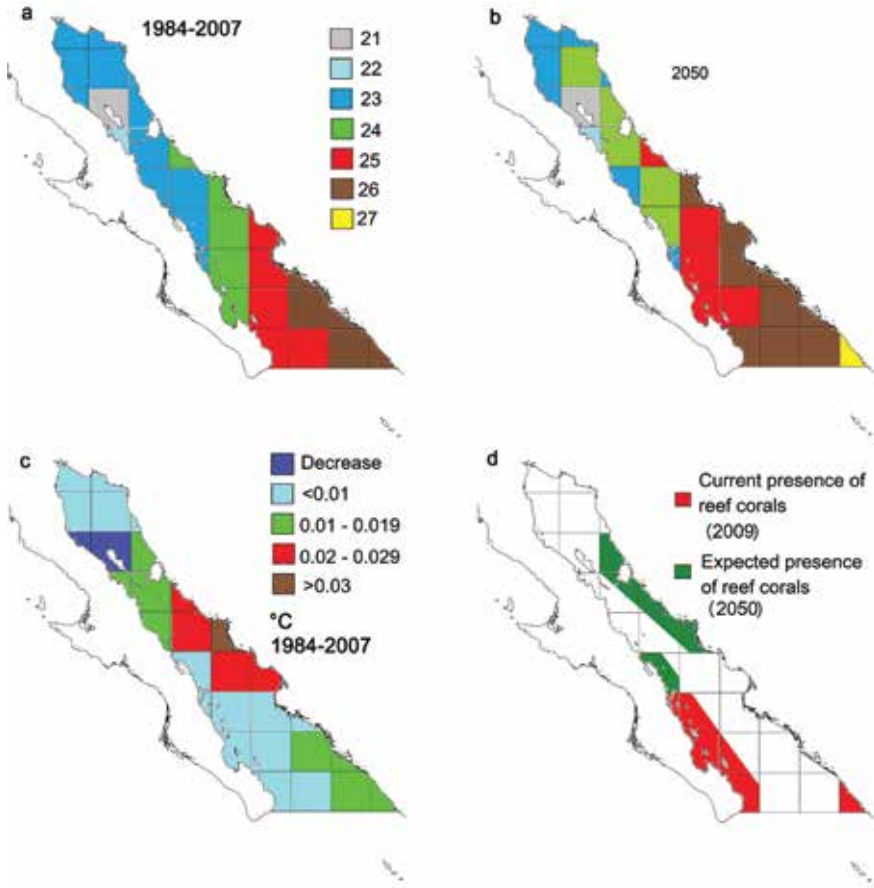 a
1984-2007
21
22
23
24
25
26
27
b
2050
c
Decrease
<0.01
0.01 - 0.019
0.02 - 0.029
>0.03
°C
1984-2007
d
Current presence of
reef corals
(2009)
Expected presence
of reef corals
(2050)